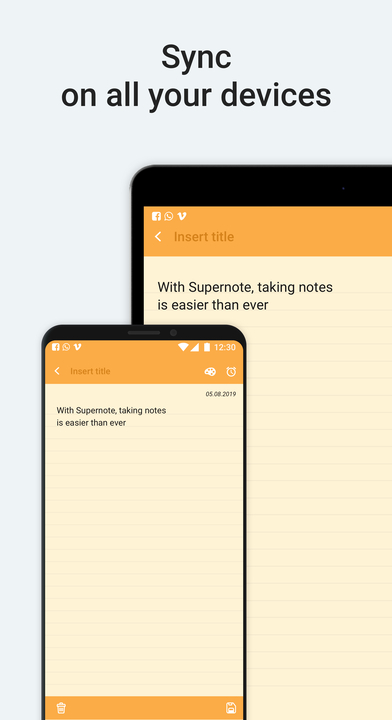 Sync
on all your devices
Insert title
With Supernote, taking notes
is easier than ever
12:30
Insert title
05.08.2019
With Supernote, taking notes
is easier than ever